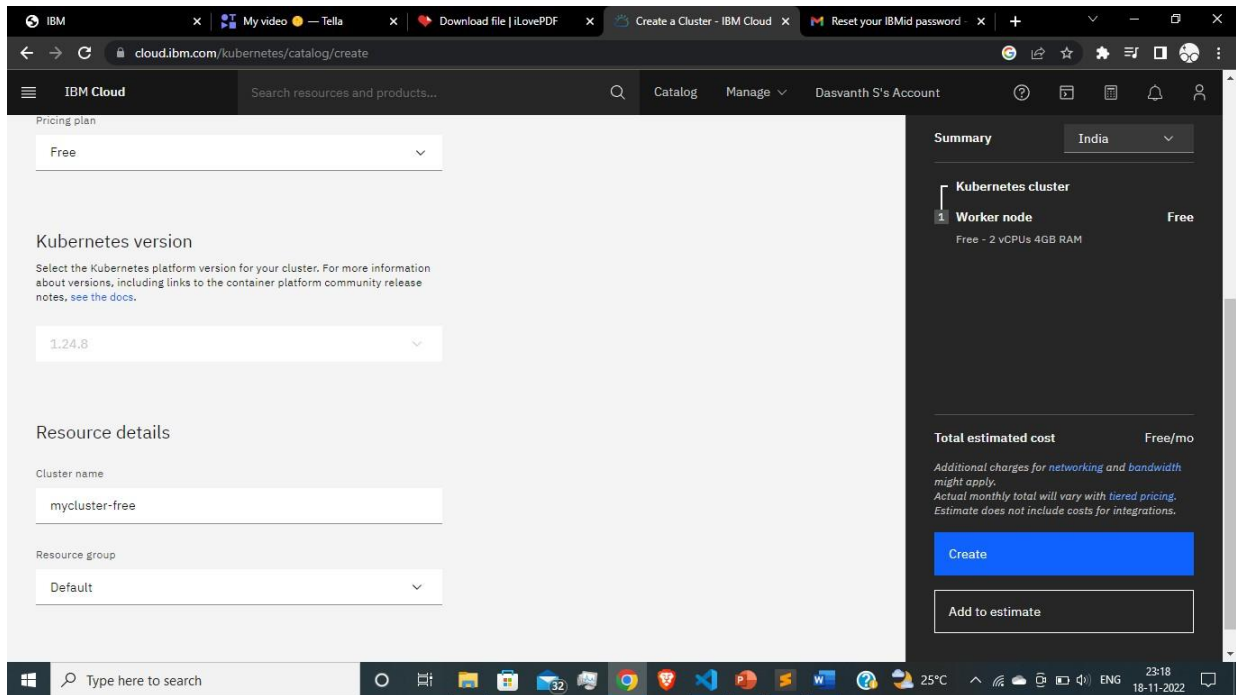 IBM
My video 🟡 — Tella
Download file | iLovePDF
Create a Cluster - IBM Cloud
Reset your IBMid password -
cloud.ibm.com/kubernetes/catalog/create
IBM Cloud
Search resources and products...
Catalog
Manage
Dasvanth S's Account
Pricing plan
Free
Kubernetes version
Select the Kubernetes platform version for your cluster. For more information
about versions, including links to the container platform community release
notes, see the docs.
1.24.8
Resource details
Cluster name
mycluster-free
Resource group
Default
Summary
India
Kubernetes cluster
1 Worker node Free
Free - 2 vCPUs 4GB RAM
Total estimated cost Free/mo
Additional charges for networking and bandwidth
might apply.
Actual monthly total will vary with tiered pricing.
Estimate does not include costs for integrations.
Create
Add to estimate
Type here to search
32
25°C
ENG
23:18
18-11-2022